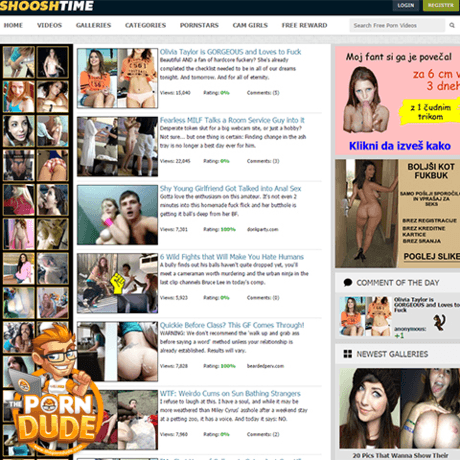 SHOOSHTIME
LOGIN
REGISTER
HOME VIDEOS GALLERIES CATEGORIES PORNSTARS CAM GIRLS FREE REWARD
Search Free Porn Videos
Olivia Taylor is GORGEOUS and Loves to Fuck
Beautiful AND a fan of hardcore fuckery? She's already
completed the checklist needed to be in all of our dreams
tonight. And tomorrow. And for all of eternity.
Views: 10,040 Rating: 0% Comments: (5)
Fearless MILF Talks a Room Service Guy into It
Desperate token slut for a big webcam site, or just a hobby?
Not sure... but one thing is certain: Finding change in the ash
tray is no longer a best day ever for him.
Views: 22,845 Rating: 0% Comments: (3)
Shy Young Girlfriend Got Talked into Anal Sex
Gotta love the enthusiasm on this amateur. It's not even 2
minutes into this homemade fuck flick and her butthole is
getting it ball's deep from her BF.
Views: 7,301 Rating: 100% donkparty.com
6 Wild Fights that Will Make You Hate Humans
A bully finds out his balls haven't quite dropped yet, you'll
meet a cameraman worth murdering and the urban ninja in the
last clip channels Bruce Lee in today's comp.
Views: 5,923 Rating: 0% Comments: (0)
Quickie Before Class? This GF Comes Through!
WARNING: We don't recommend the 'walk up and grab ass
before saying a word' method unless your relationship is
already established. Results will vary.
Views: 7,828 Rating: 100% beardedperv.com
WTF: Weirdo Cums on Sun Bathing Strangers
I refuse to laugh at this. I have a soul, and while it may be
more weathered than Miley Cyrus' asshole after a weekend stay
at a petting zoo, it has a voice. And today it says: NO.
Views: 7,960 Rating: 0% Comments: (2)
THE
PORN
DUDE
Moj fant si ga je povečal
za 6 cm v
3 dneh
z 1 čudnim
trikom
Klikni da izveš kako
BOLJŠI KOT
FUKBUK
SAMO POŠLJI SPOROČILO
IN VPRAŠAJ ZA
SEKS
BREZ REGISTRACIJE
BREZ KREDITNE
KARTICE
BREZ SRANJA
POGLEJ SLIKE
COMMENT OF THE DAY
Olivia Taylor is
GORGEOUS and Loves to
Fuck
anonymous:
+1
NEWEST GALLERIES
20 Pics That Wanna Show Their